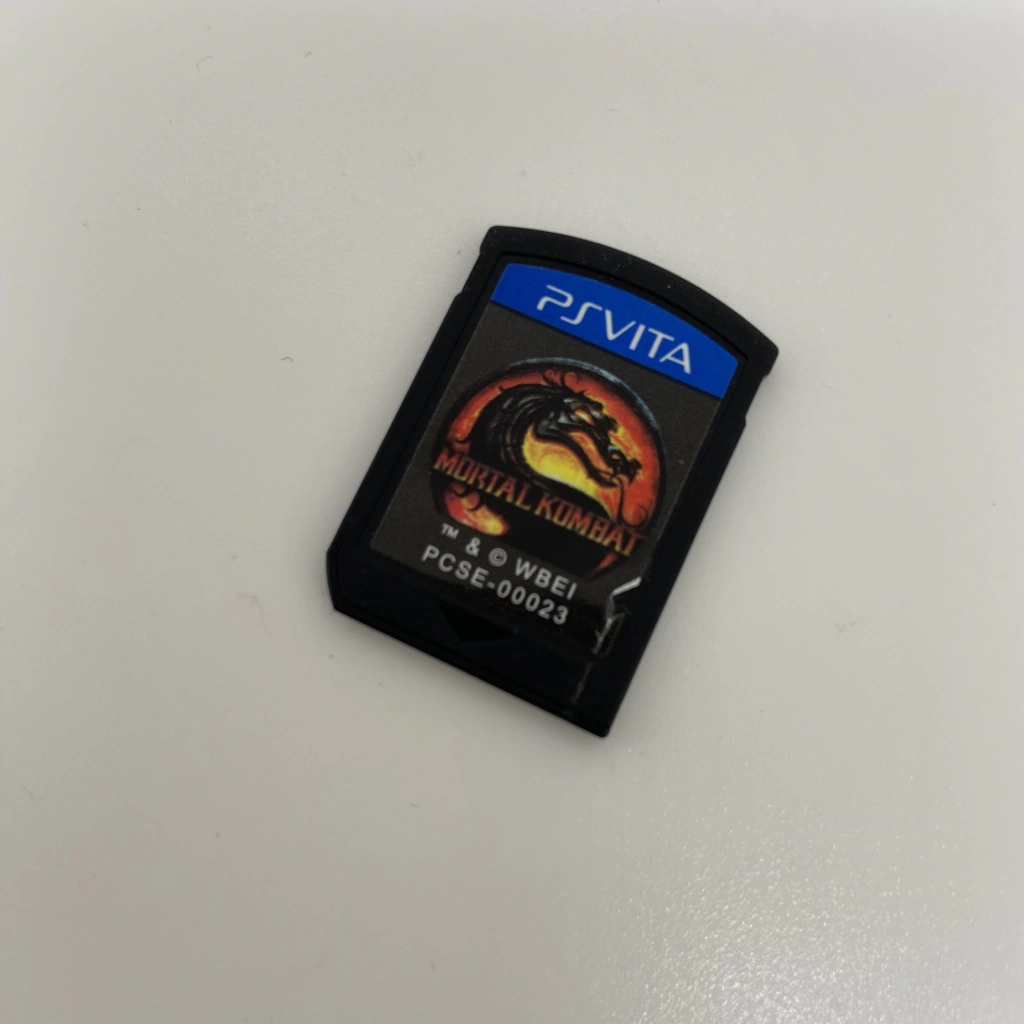 PSVITA
MORTAL KOMBAT
™ & © WBEI
PCSE-00023